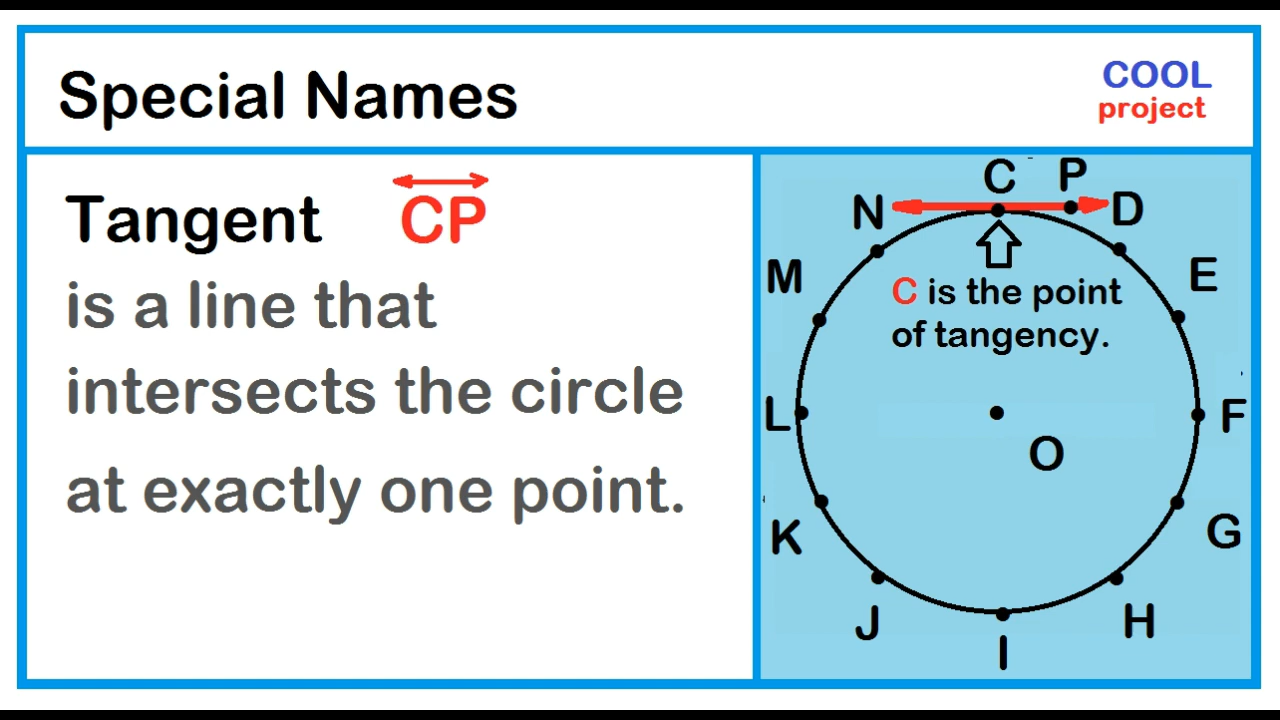 Special Names
COOL
project
Tangent CP
is a line that
intersects the circle
at exactly one point.
C P
N D
M E
C is the point
of tangency.
L F
O
K G
J H
I